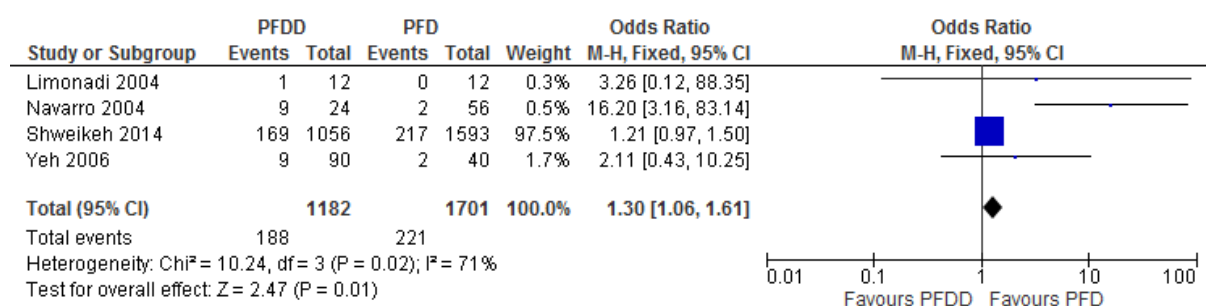 PFDD PFD Odds Ratio Odds Ratio
Study or Subgroup Events Total Events Total Weight M-H, Fixed, 95% CI M-H, Fixed, 95% CI
Limonadi 2004 1 12 0 12 0.3% 3.26 [0.12, 88.35]
Navarro 2004 9 24 2 56 0.5% 16.20 [3.16, 83.14]
Shweikeh 2014 169 1056 217 1593 97.5% 1.21 [0.97, 1.50]
Yeh 2006 9 90 2 40 1.7% 2.11 [0.43, 10.25]
Total (95% CI) 1182 1701 100.0% 1.30 [1.06, 1.61]
Total events 188 221
Heterogeneity: Chi² = 10.24, df = 3 (P = 0.02); I² = 71%
Test for overall effect: Z = 2.47 (P = 0.01)
0.01 0.1 1 10 100
Favours PFDD Favours PFD